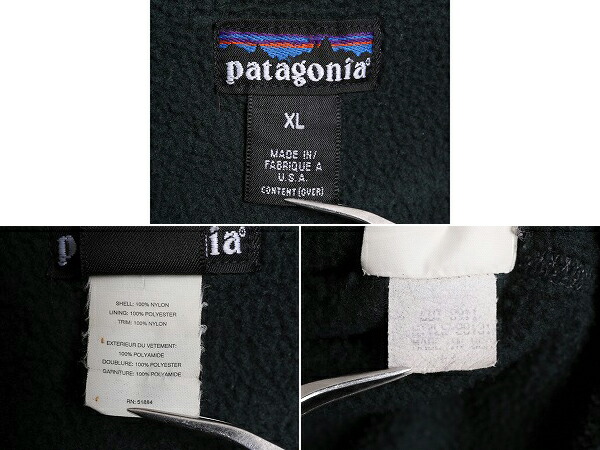 patagonia®
XL
MADE IN/
FABRIQUE A
U.S.A.
CONTENT (OVER)
ia®
SHELL: 100% NYLON
LINING: 100% POLYESTER
TRIM: 100% NYLON
EXTERIEUR DU VETEMENT:
100% POLYAMIDE
DOUBLURE: 100% POLYESTER
GARNITURE: 100% POLYAMIDE
RN: 51884